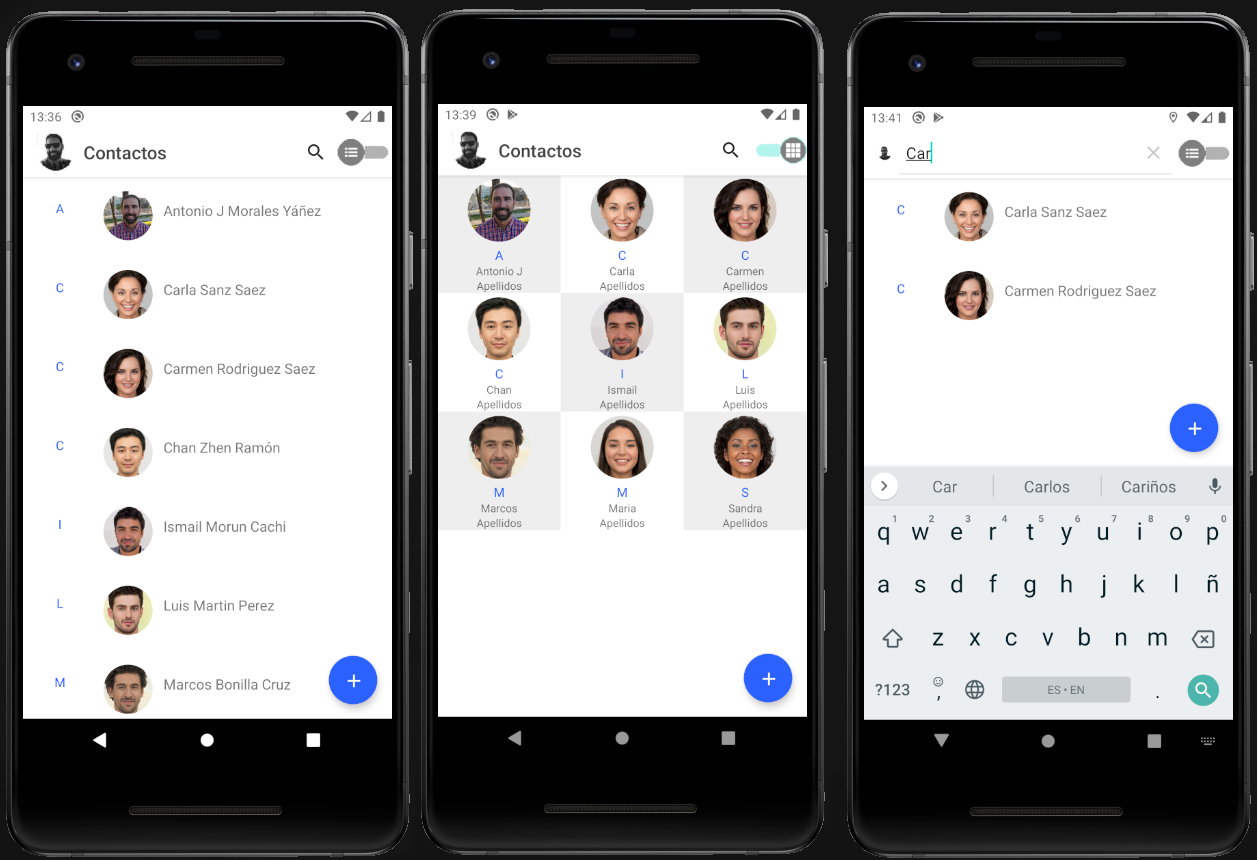 13:36
Contactos
A Antonio J Morales Yáñez
C Carla Sanz Saez
C Carmen Rodriguez Saez
C Chan Zhen Ramón
I Ismail Morun Cachi
L Luis Martin Perez
M Marcos Bonilla Cruz
+
13:39
Contactos
A C C
Antonio J Carla Carmen
Apellidos Apellidos Apellidos
C I L
Chan Ismail Luis
Apellidos Apellidos Apellidos
M M S
Marcos Maria Sandra
Apellidos Apellidos Apellidos
+
13:41
Car
C Carla Sanz Saez
C Carmen Rodriguez Saez
+
Car Carlos Cariños
1 2 3 4 5 6 7 8 9 0
q w e r t y u i o p
a s d f g h j k l ñ
z x c v b n m
?123 , ES • EN .